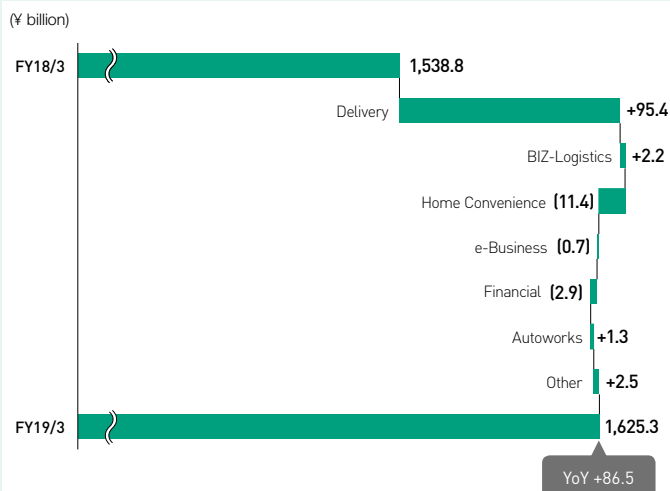 (¥ billion)
FY18/3 1,538.8
Delivery +95.4
BIZ-Logistics +2.2
Home Convenience (11.4)
e-Business (0.7)
Financial (2.9)
Autoworks +1.3
Other +2.5
FY19/3 1,625.3
YoY +86.5